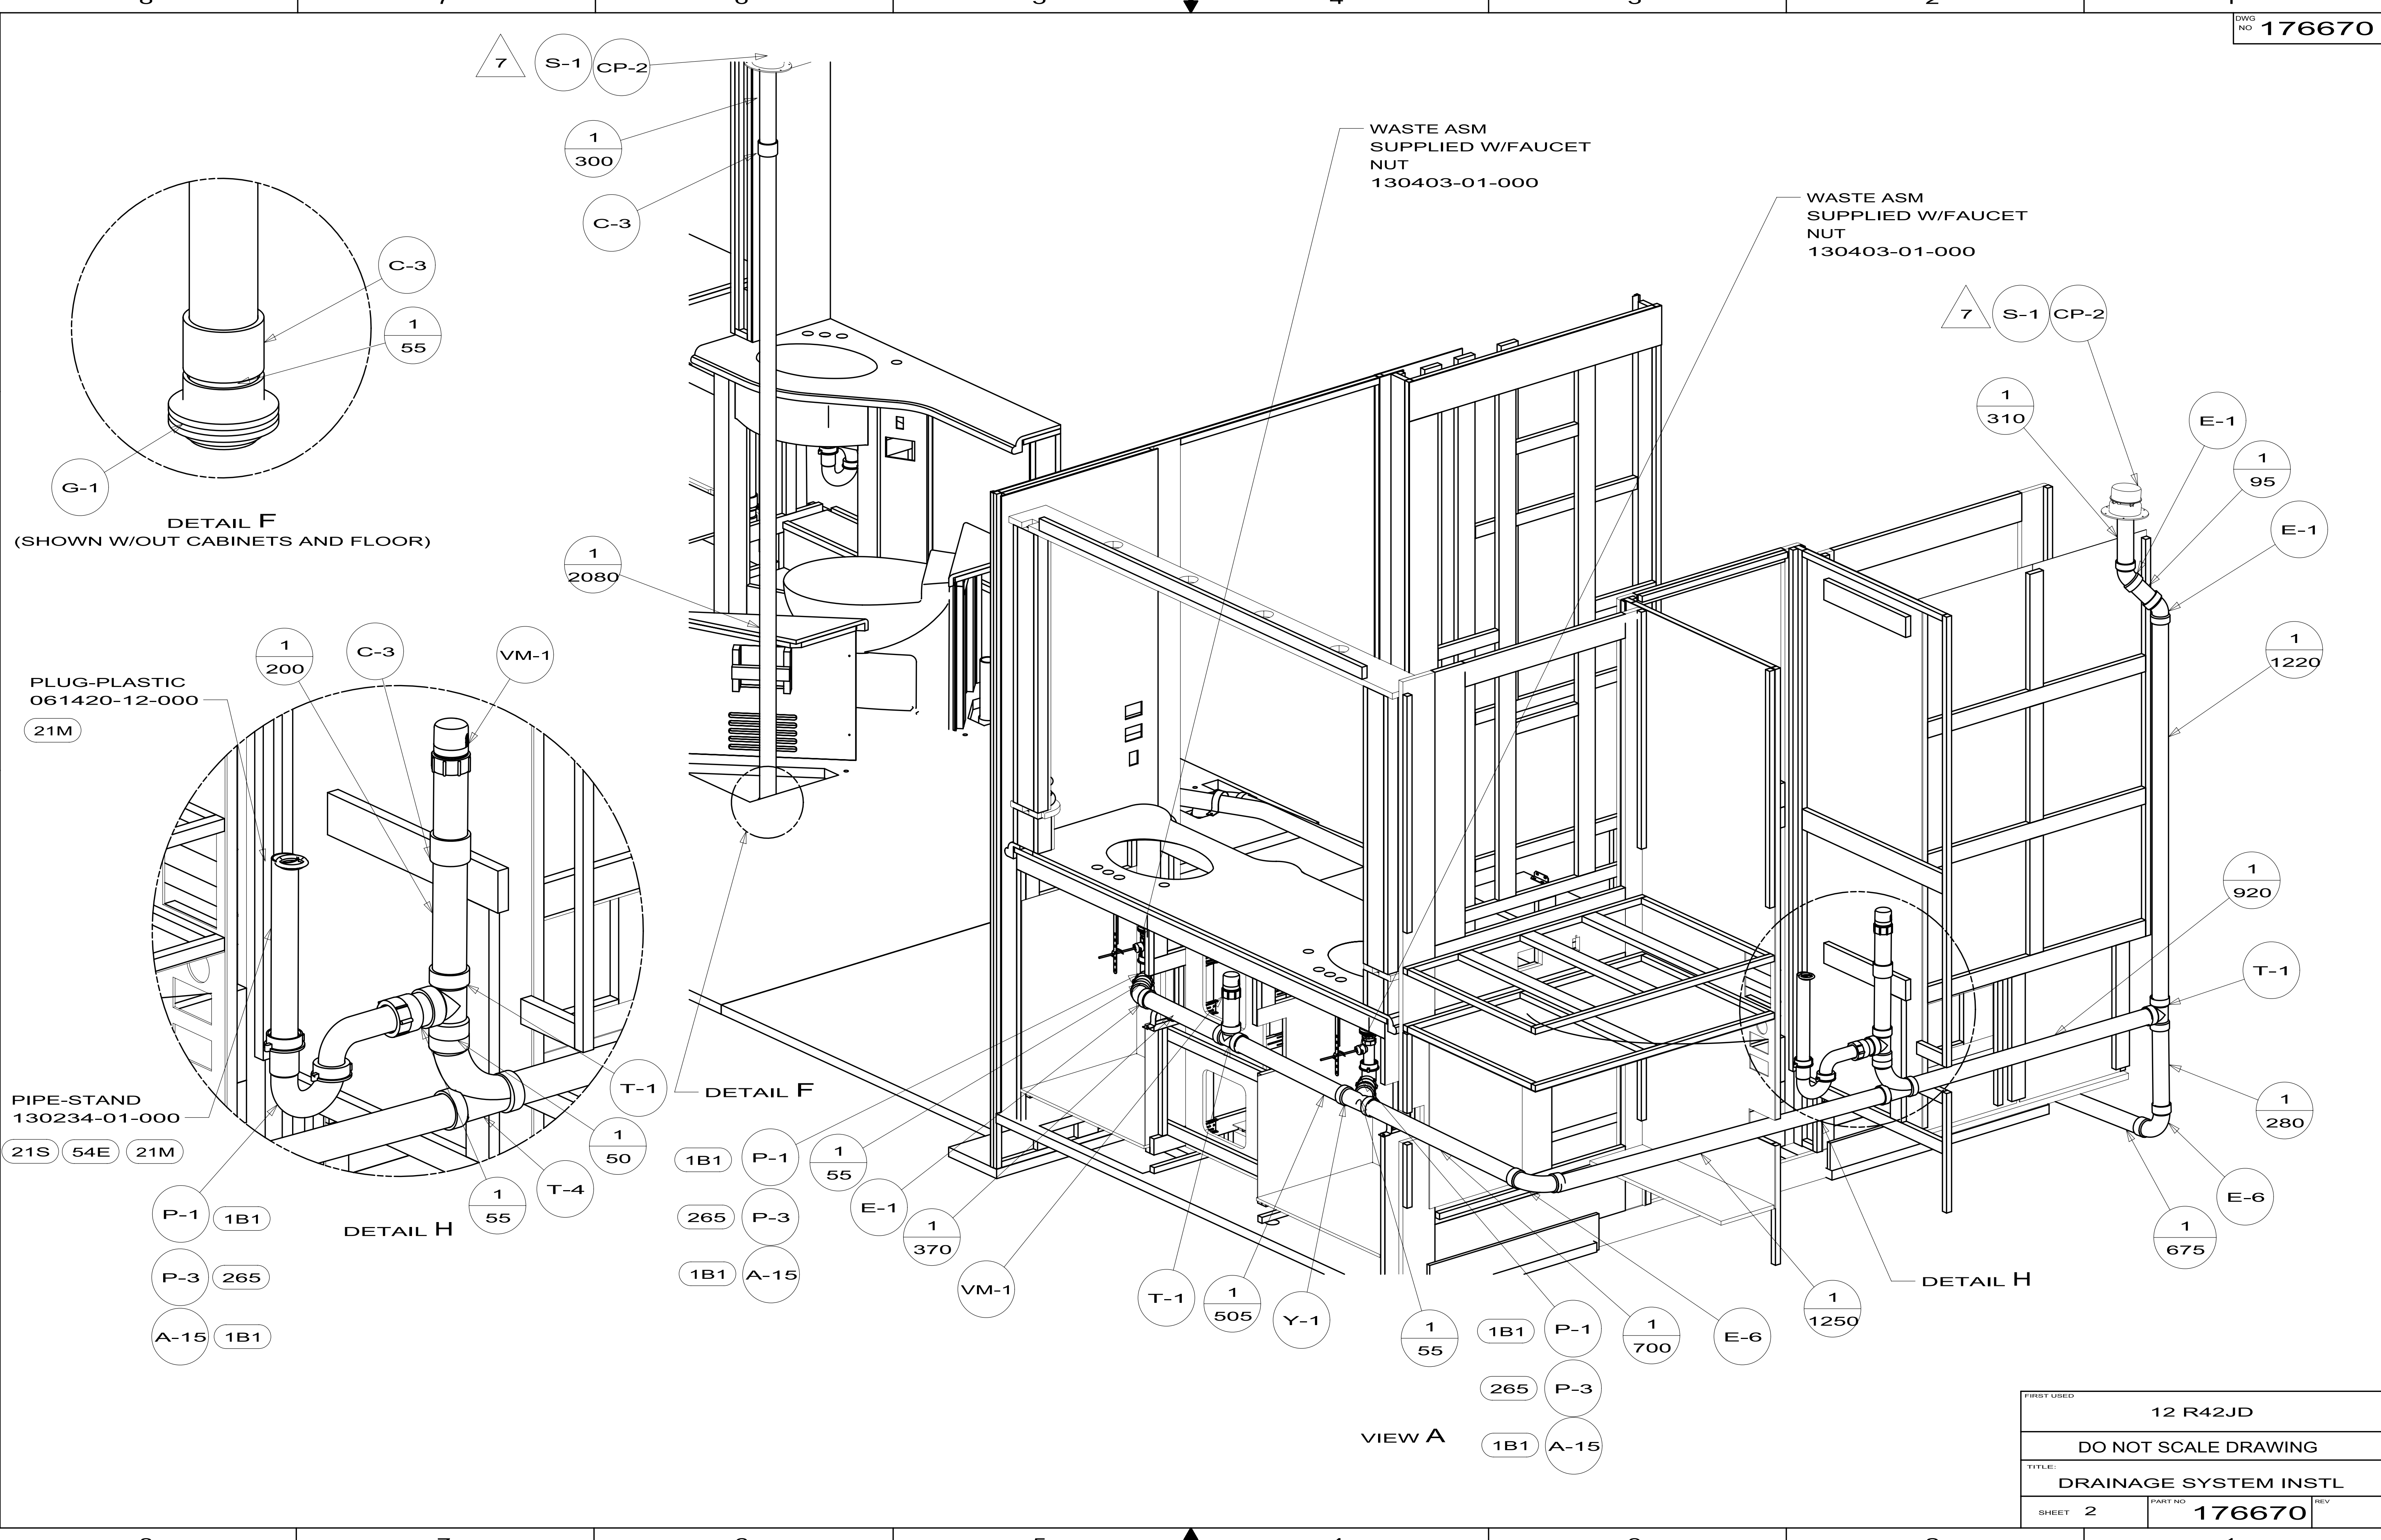 DWG NO 176670
7 S-1 CP-2
1
300
C-3
WASTE ASM
SUPPLIED W/FAUCET
NUT
130403-01-000
WASTE ASM
SUPPLIED W/FAUCET
NUT
130403-01-000
C-3
1
55
G-1
DETAIL F
(SHOWN W/OUT CABINETS AND FLOOR)
7 S-1 CP-2
1
310
E-1
1
95
E-1
1
2080
1
1220
1
200
C-3
VM-1
PLUG-PLASTIC
061420-12-000
21M
1
920
T-1
PIPE-STAND
130234-01-000
21S 54E 21M
T-1
1
50
T-4
1
55
P-1 1B1
P-3 265
A-15 1B1
DETAIL H
DETAIL F
1B1 P-1
265 P-3
1B1 A-15
1
55
E-1
1
370
VM-1
T-1
1
505
Y-1
1
55
1B1 P-1
265 P-3
1B1 A-15
1
700
E-6
1
1250
DETAIL H
1
280
E-6
1
675
VIEW A
FIRST USED
12 R42JD
DO NOT SCALE DRAWING
TITLE:
DRAINAGE SYSTEM INSTL
SHEET 2
PART NO 176670
REV